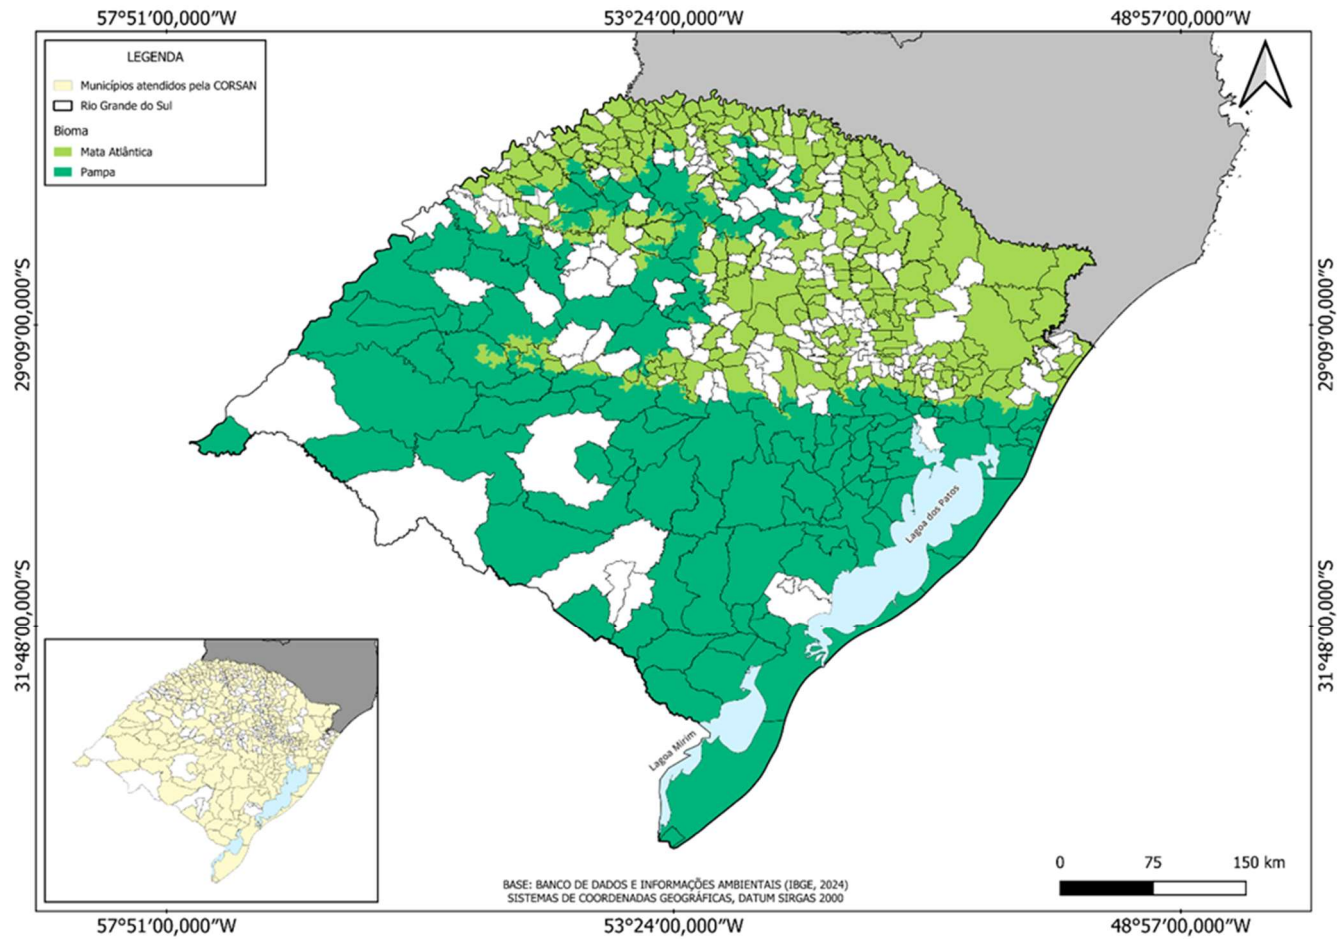 57°51'00,000"W
53°24'00,000"W
48°57'00,000"W
LEGENDA
Municípios atendidos pela CORSAN
Rio Grande do Sul
Bioma
Mata Atlântica
Pampa
29°09'00,000"S
29°09'00,000"S
Lagoa dos Patos
31°48'00,000"S
31°48'00,000"S
Lagoa Mirim
0 75 150 km
BASE: BANCO DE DADOS E INFORMAÇÕES AMBIENTAIS (IBGE, 2024)
SISTEMAS DE COORDENADAS GEOGRÁFICAS, DATUM SIRGAS 2000
57°51'00,000"W
53°24'00,000"W
48°57'00,000"W